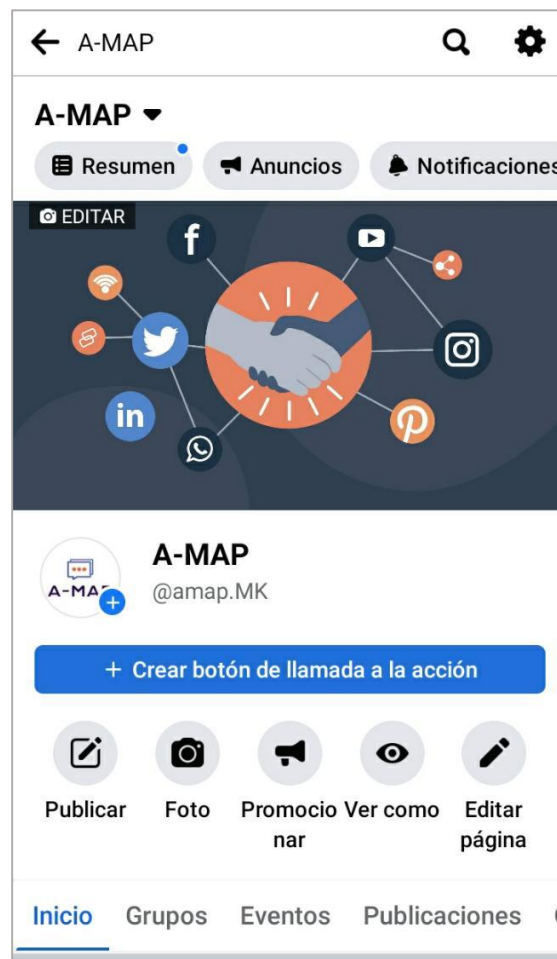 A-MAP
A-MAP
Resumen
Anuncios
Notificaciones
EDITAR
f
in
A-MAP
A-MAP
@amap.MK
+ Crear botón de llamada a la acción
Publicar
Foto
Promocio
nar
Ver como
Editar
página
Inicio
Grupos
Eventos
Publicaciones